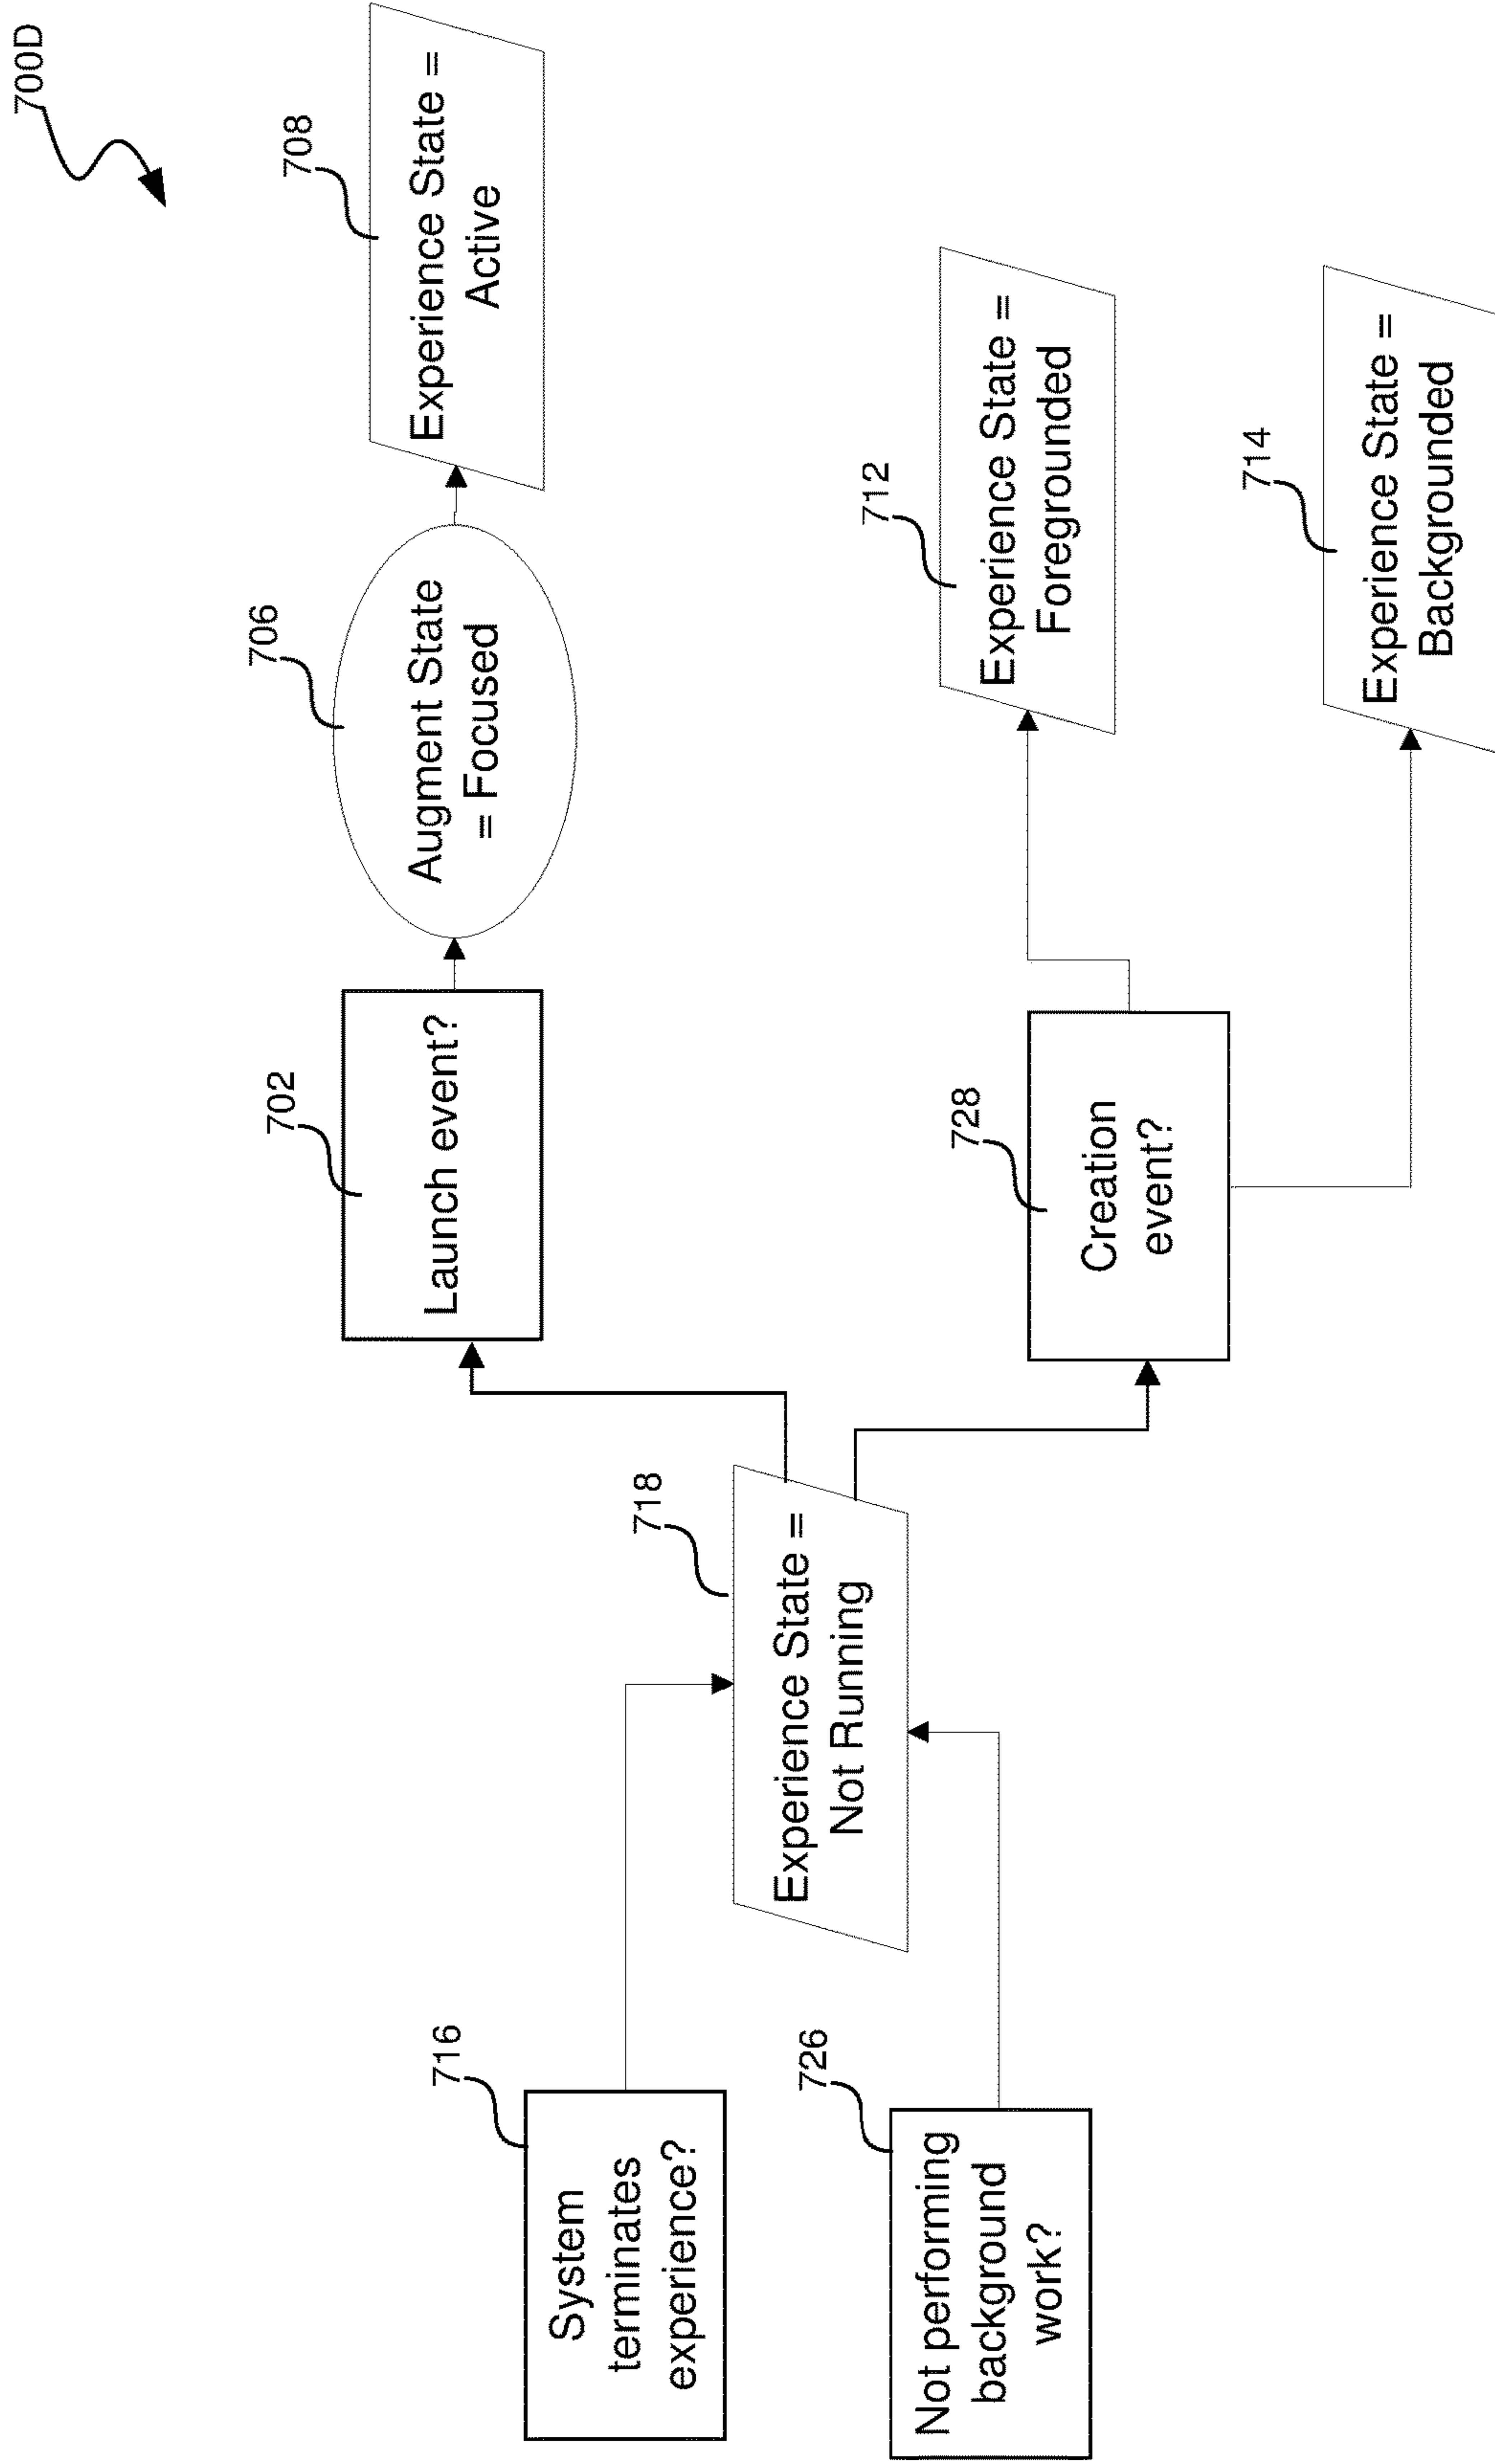 700D
716
System
terminates
experience?
726
Not performing
background
work?
718
Experience State =
Not Running
702
Launch event?
706
Augment State
= Focused
708
Experience State =
Active
728
Creation
event?
712
Experience State =
Foregrounded
714
Experience State =
Backgrounded